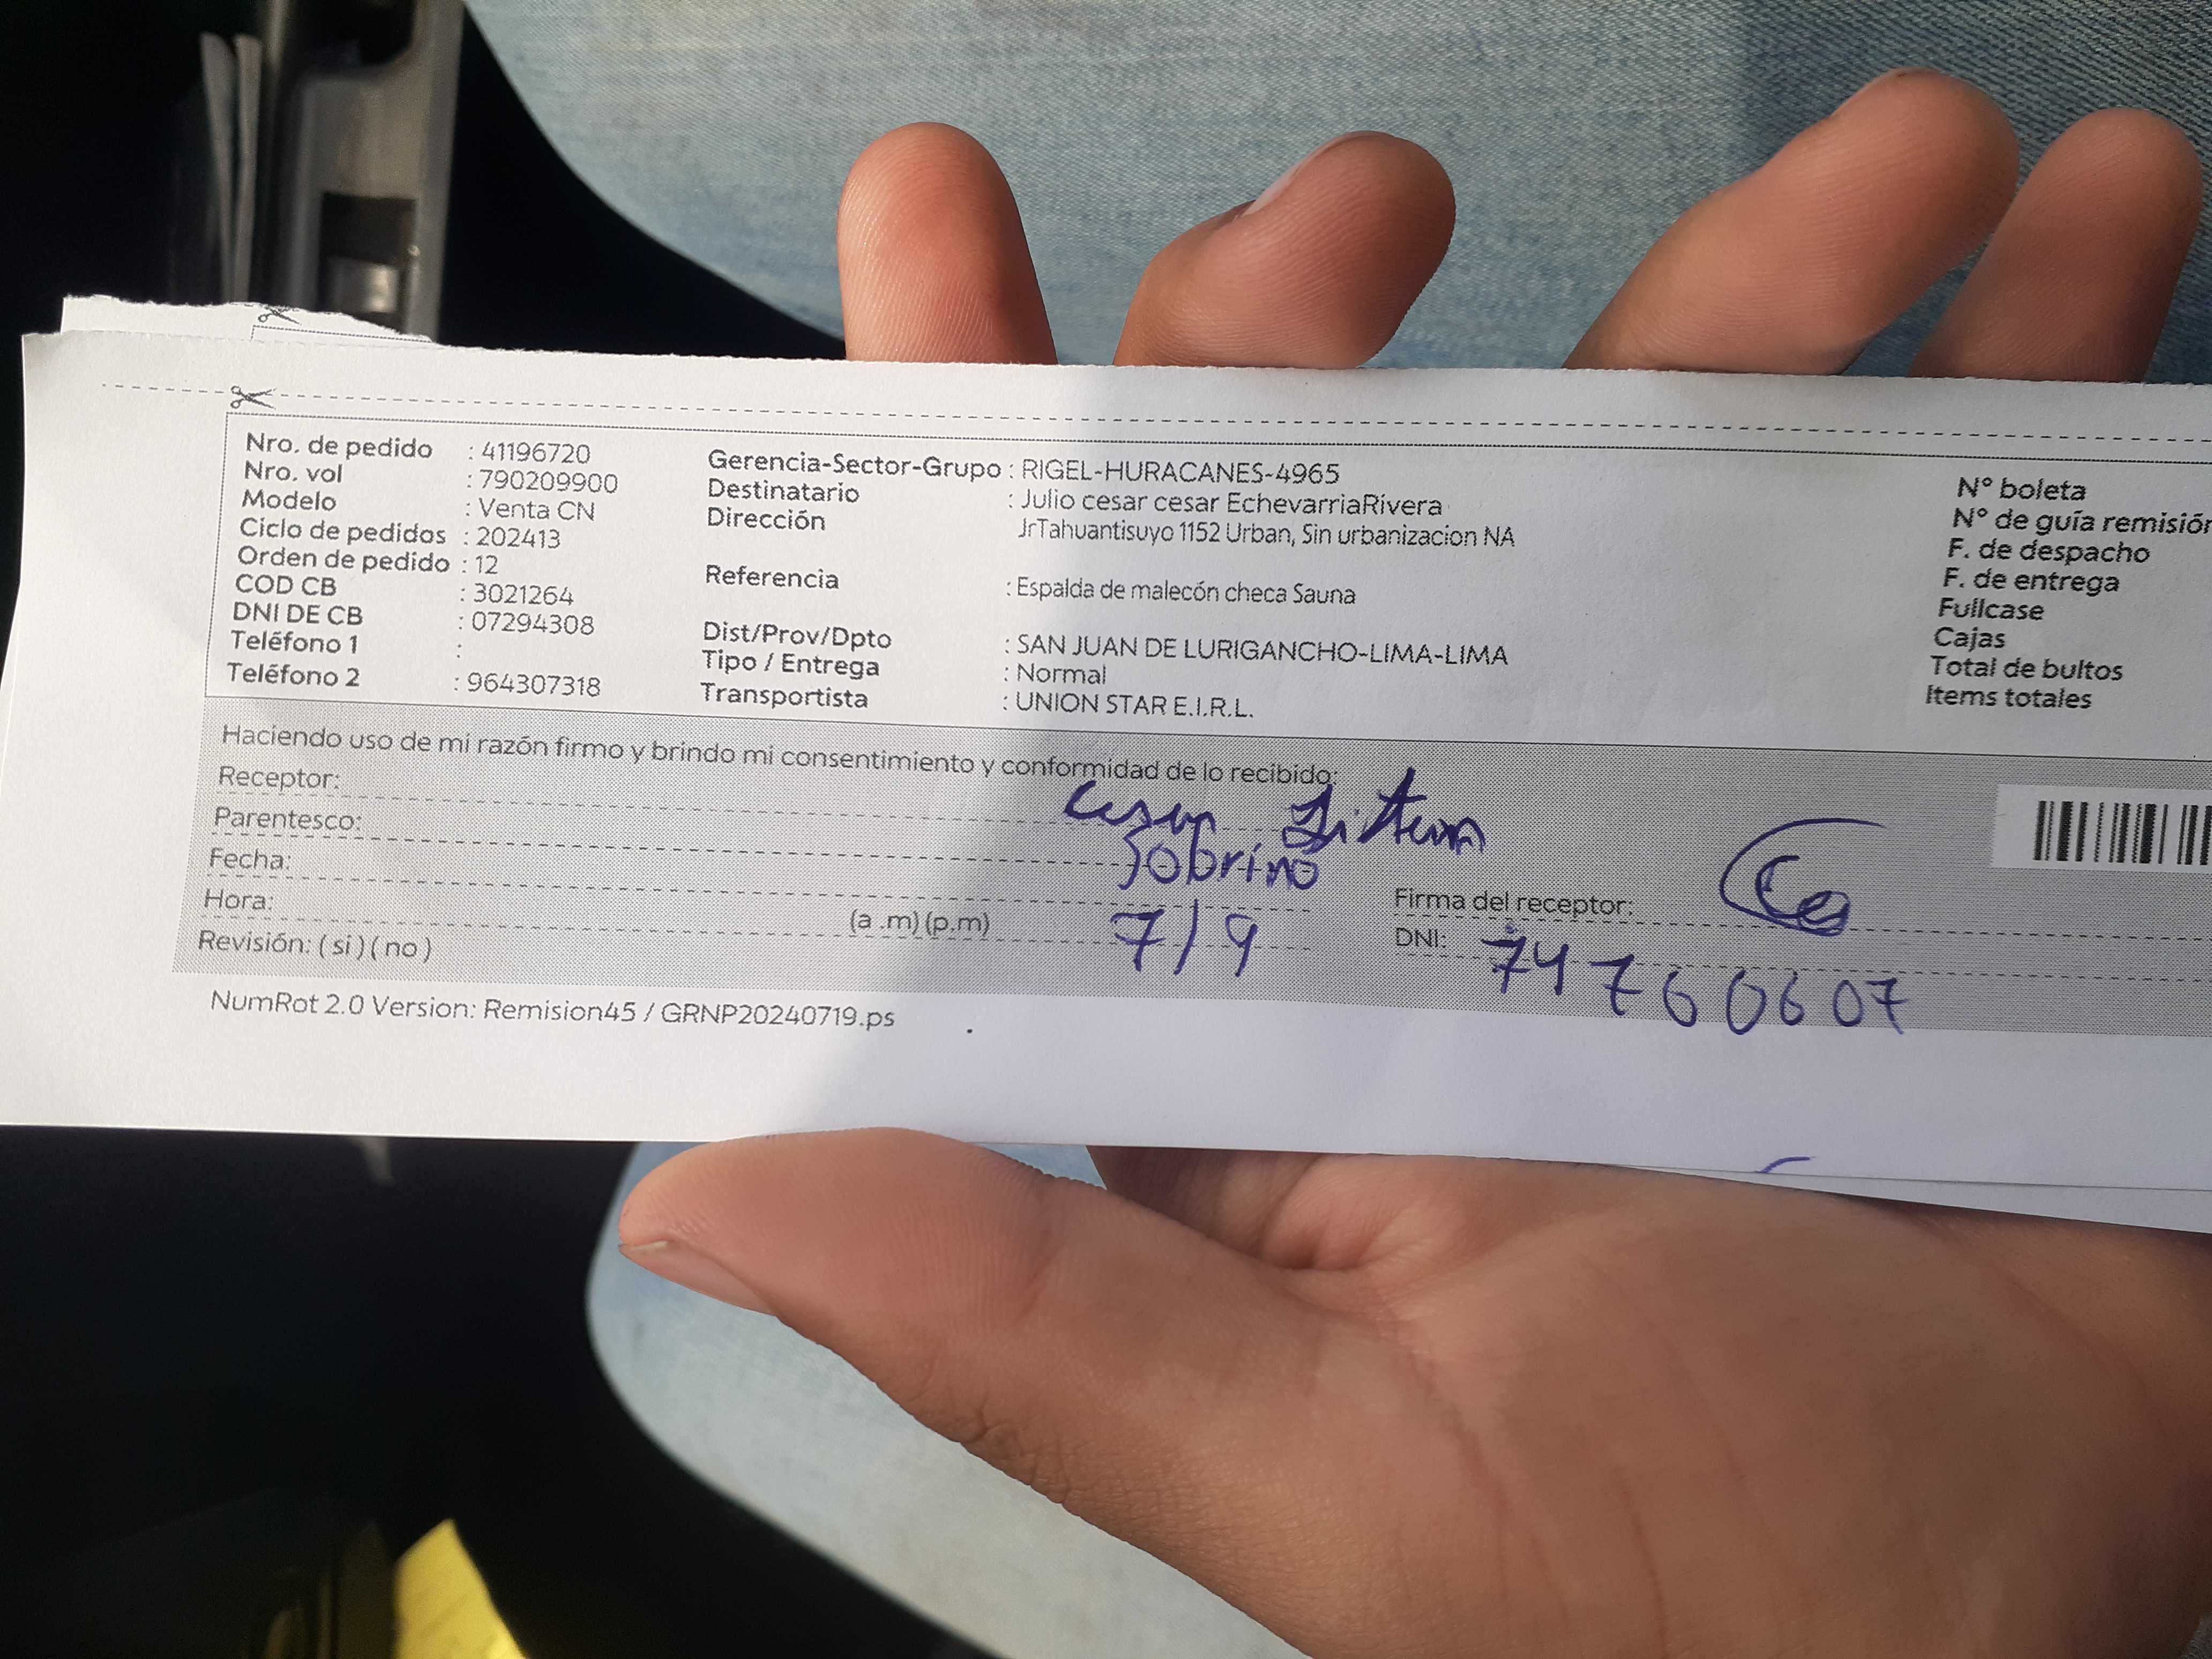 Nro. de pedido : 41196720
Nro. vol : 790209900
Modelo : Venta CN
Ciclo de pedidos : 202413
Orden de pedido : 12
COD CB : 3021264
DNI DE CB : 07294308
Teléfono 1 :
Teléfono 2 : 964307318
Gerencia-Sector-Grupo : RIGEL-HURACANES-4965
Destinatario : Julio cesar cesar EchevarriaRivera
Dirección JrTahuantisuyo 1152 Urban, Sin urbanizacion NA
Referencia : Espalda de malecón checa Sauna
Dist/Prov/Dpto : SAN JUAN DE LURIGANCHO-LIMA-LIMA
Tipo / Entrega : Normal
Transportista : UNION STAR E.I.R.L.
N° boleta
N° de guía remisión
F. de despacho
F. de entrega
Fullcase
Cajas
Total de bultos
Items totales
Haciendo uso de mi razón firmo y brindo mi consentimiento y conformidad de lo recibido:
Receptor: Cesar
Parentesco: Sobrino
Fecha: 7/9
Hora: (a .m) (p.m)
Revisión: ( si ) ( no )
Firma del receptor:
DNI: 74760607
NumRot 2.0 Version: Remision45 / GRNP20240719.ps